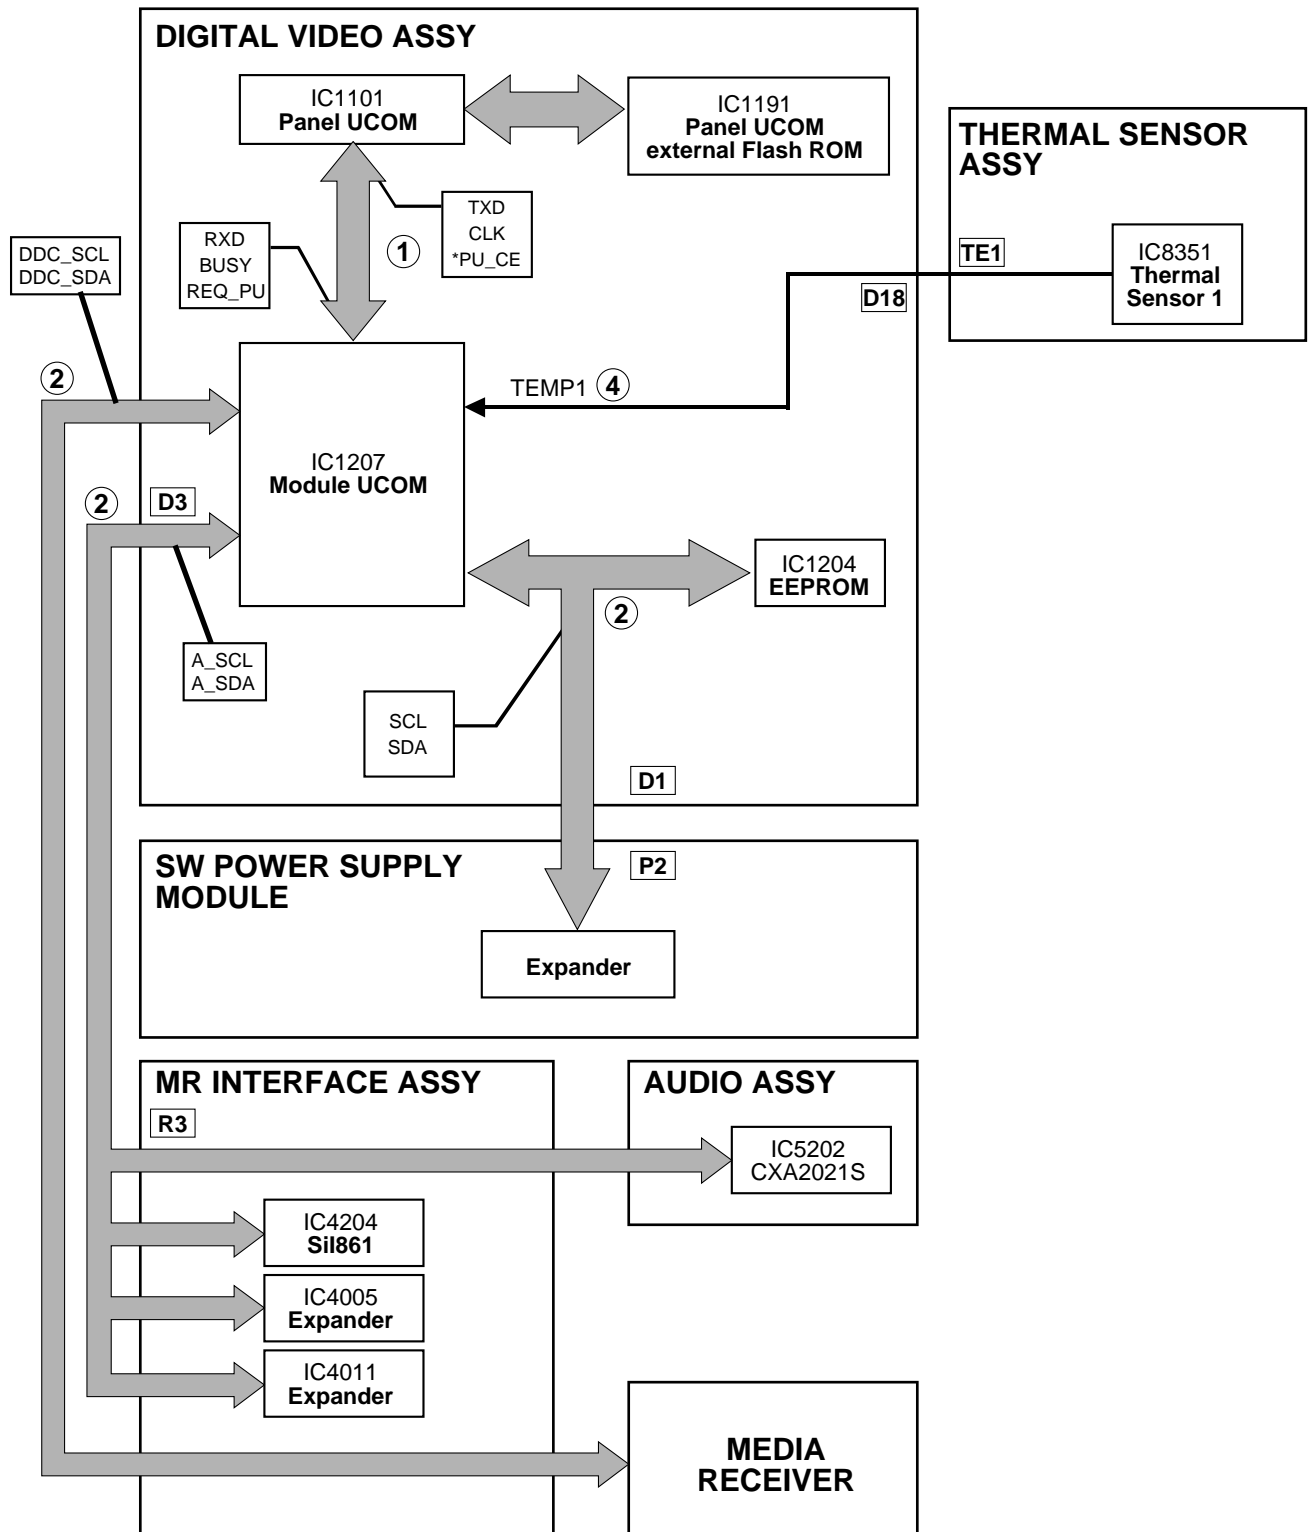 DIGITAL VIDEO ASSY
IC1101
Panel UCOM
IC1191
Panel UCOM
external Flash ROM
THERMAL SENSOR
ASSY
TXD
CLK
*PU_CE
RXD
BUSY
REQ_PU
1
DDC_SCL
DDC_SDA
TE1
IC8351
Thermal
Sensor 1
D18
2
TEMP1 4
IC1207
Module UCOM
2
D3
IC1204
EEPROM
2
A_SCL
A_SDA
SCL
SDA
D1
SW POWER SUPPLY
MODULE
P2
Expander
MR INTERFACE ASSY
R3
AUDIO ASSY
IC5202
CXA2021S
IC4204
SiI861
IC4005
Expander
IC4011
Expander
MEDIA
RECEIVER